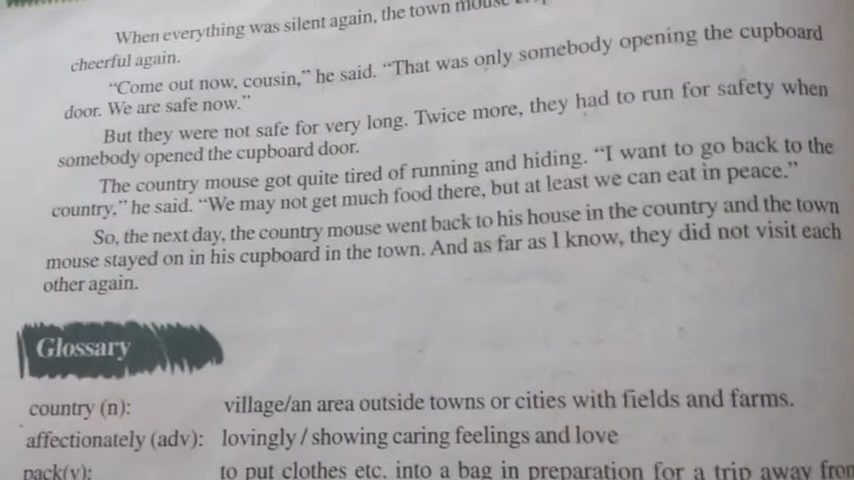 When everything was silent again, the town mouse
cheerful again.
"Come out now, cousin," he said. "That was only somebody opening the cupboard
door. We are safe now."
But they were not safe for very long. Twice more, they had to run for safety when
somebody opened the cupboard door.
The country mouse got quite tired of running and hiding. "I want to go back to the
country," he said. "We may not get much food there, but at least we can eat in peace."
So, the next day, the country mouse went back to his house in the country and the town
mouse stayed on in his cupboard in the town. And as far as I know, they did not visit each
other again.
Glossary
country (n): village/an area outside towns or cities with fields and farms.
affectionately (adv): lovingly / showing caring feelings and love
pack(v): to put clothes etc. into a bag in preparation for a trip away from